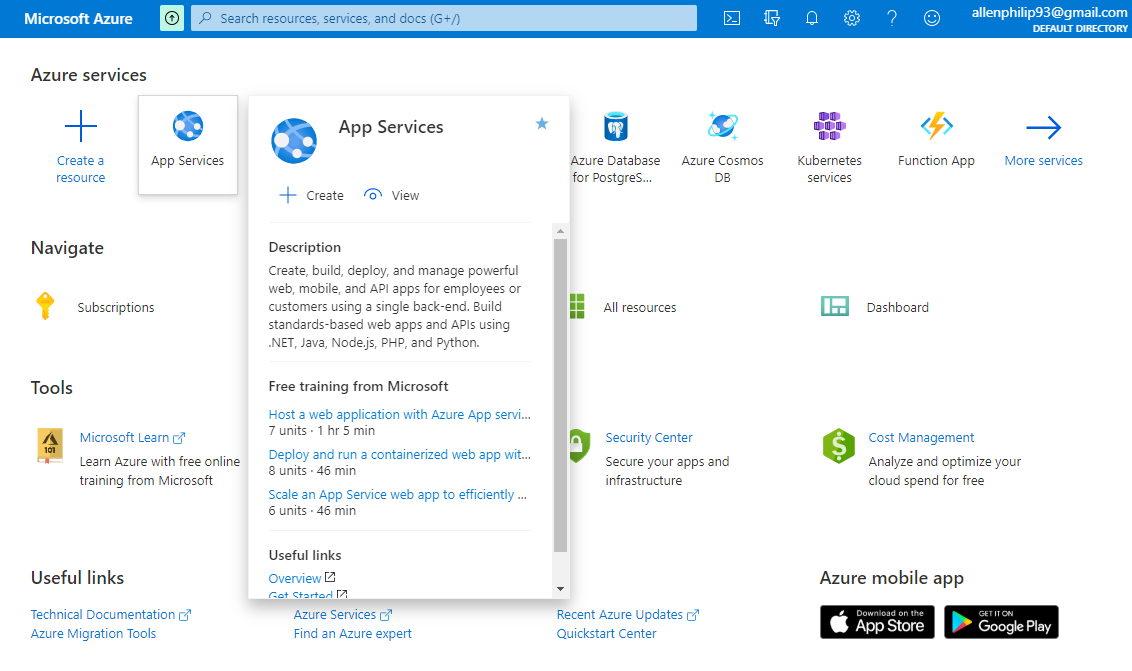 Microsoft Azure
Search resources, services, and docs (G+/)
allenphilip93@gmail.com
DEFAULT DIRECTORY
Azure services
Create a
resource
App Services
App Services
Create
View
Azure Database
for PostgreS...
Azure Cosmos
DB
Kubernetes
services
Function App
More services
Description
Create, build, deploy, and manage powerful
web, mobile, and API apps for employees or
customers using a single back-end. Build
standards-based web apps and APIs using
.NET, Java, Node.js, PHP, and Python.
Free training from Microsoft
Host a web application with Azure App servi...
7 units · 1 hr 5 min
Deploy and run a containerized web app wit...
8 units · 46 min
Scale an App Service web app to efficiently ...
6 units · 46 min
Useful links
Overview
Get Started
Navigate
Subscriptions
All resources
Dashboard
Tools
101
Microsoft Learn
Learn Azure with free online
training from Microsoft
Security Center
Secure your apps and
infrastructure
$
Cost Management
Analyze and optimize your
cloud spend for free
Useful links
Technical Documentation
Azure Migration Tools
Azure Services
Find an Azure expert
Recent Azure Updates
Quickstart Center
Azure mobile app
Download on the
App Store
GET IT ON
Google Play